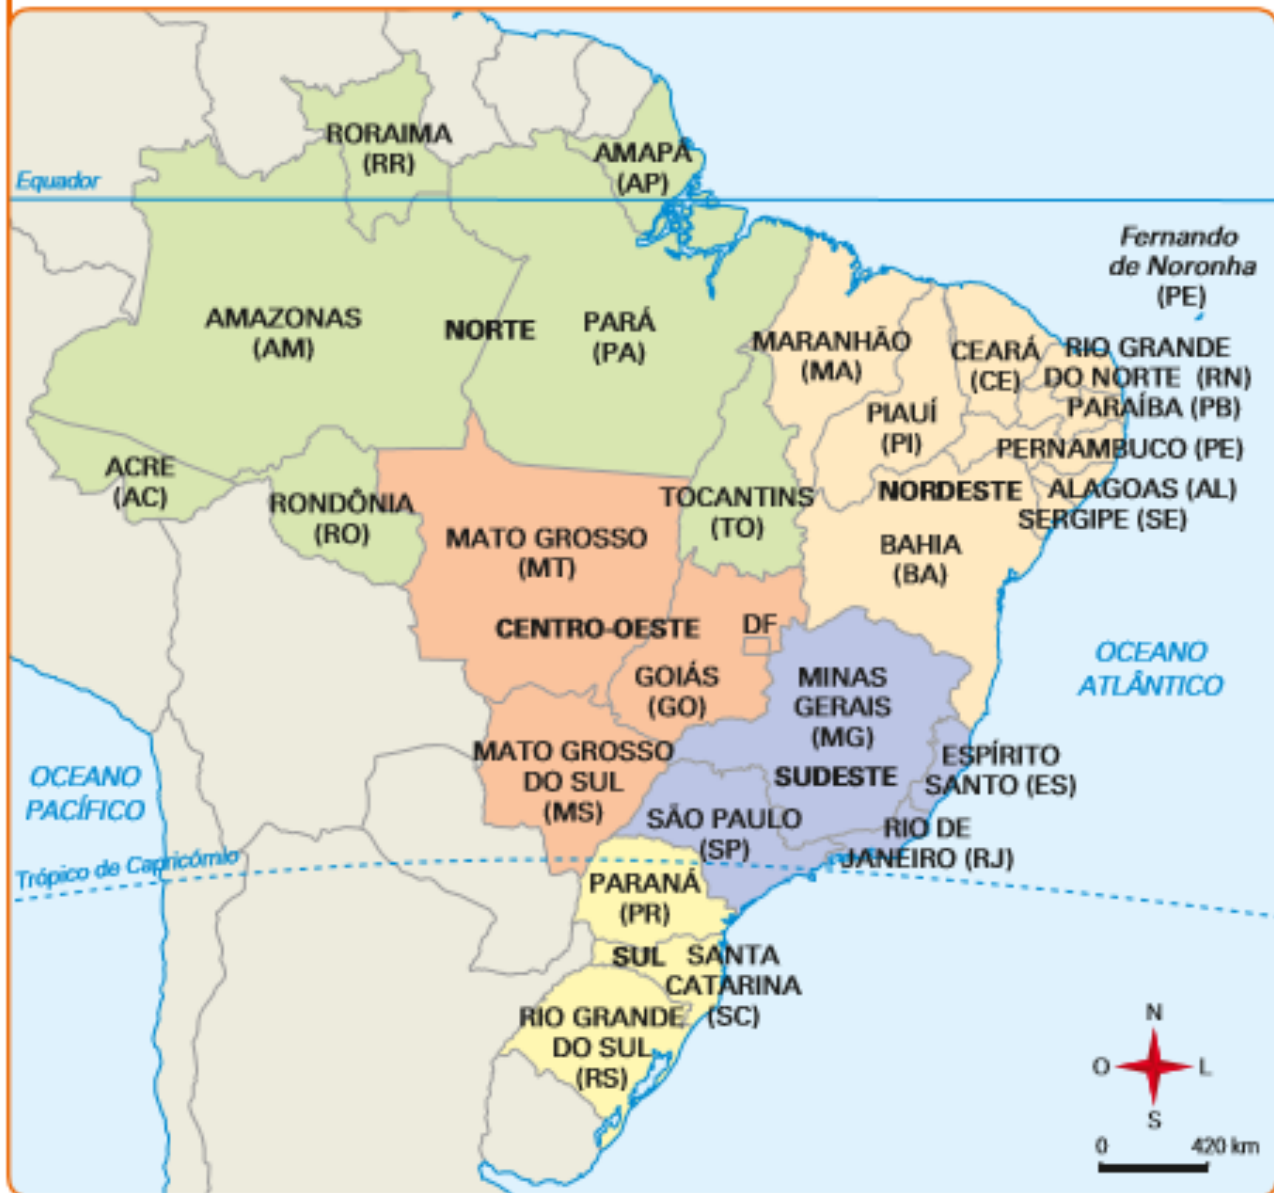 RORAIMA
(RR)
AMAPÁ
(AP)
Equador
Fernando
de Noronha
(PE)
AMAZONAS
(AM)
NORTE
PARÁ
(PA)
MARANHÃO
(MA)
CEARÁ
(CE)
RIO GRANDE
DO NORTE (RN)
PARAÍBA (PB)
PIAUÍ
(PI)
PERNAMBUCO (PE)
ACRE
(AC)
RONDÔNIA
(RO)
TOCANTINS
(TO)
NORDESTE
ALAGOAS (AL)
SERGIPE (SE)
MATO GROSSO
(MT)
BAHIA
(BA)
CENTRO-OESTE
DF
GOIÁS
(GO)
MINAS
GERAIS
(MG)
OCEANO
ATLÂNTICO
MATO GROSSO
DO SUL
(MS)
SUDESTE
ESPÍRITO
SANTO (ES)
OCEANO
PACÍFICO
SÃO PAULO
(SP)
RIO DE
JANEIRO (RJ)
Trópico de Capricórnio
PARANÁ
(PR)
SUL
SANTA
CATARINA
(SC)
RIO GRANDE
DO SUL
(RS)
N
O
L
S
0 420 km